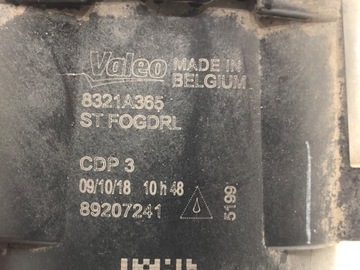 Valeo MADE IN
BELGIUM
8321A365
ST FOGDRL
CDP 3
09/10/18 10 h 48
89207241
5199